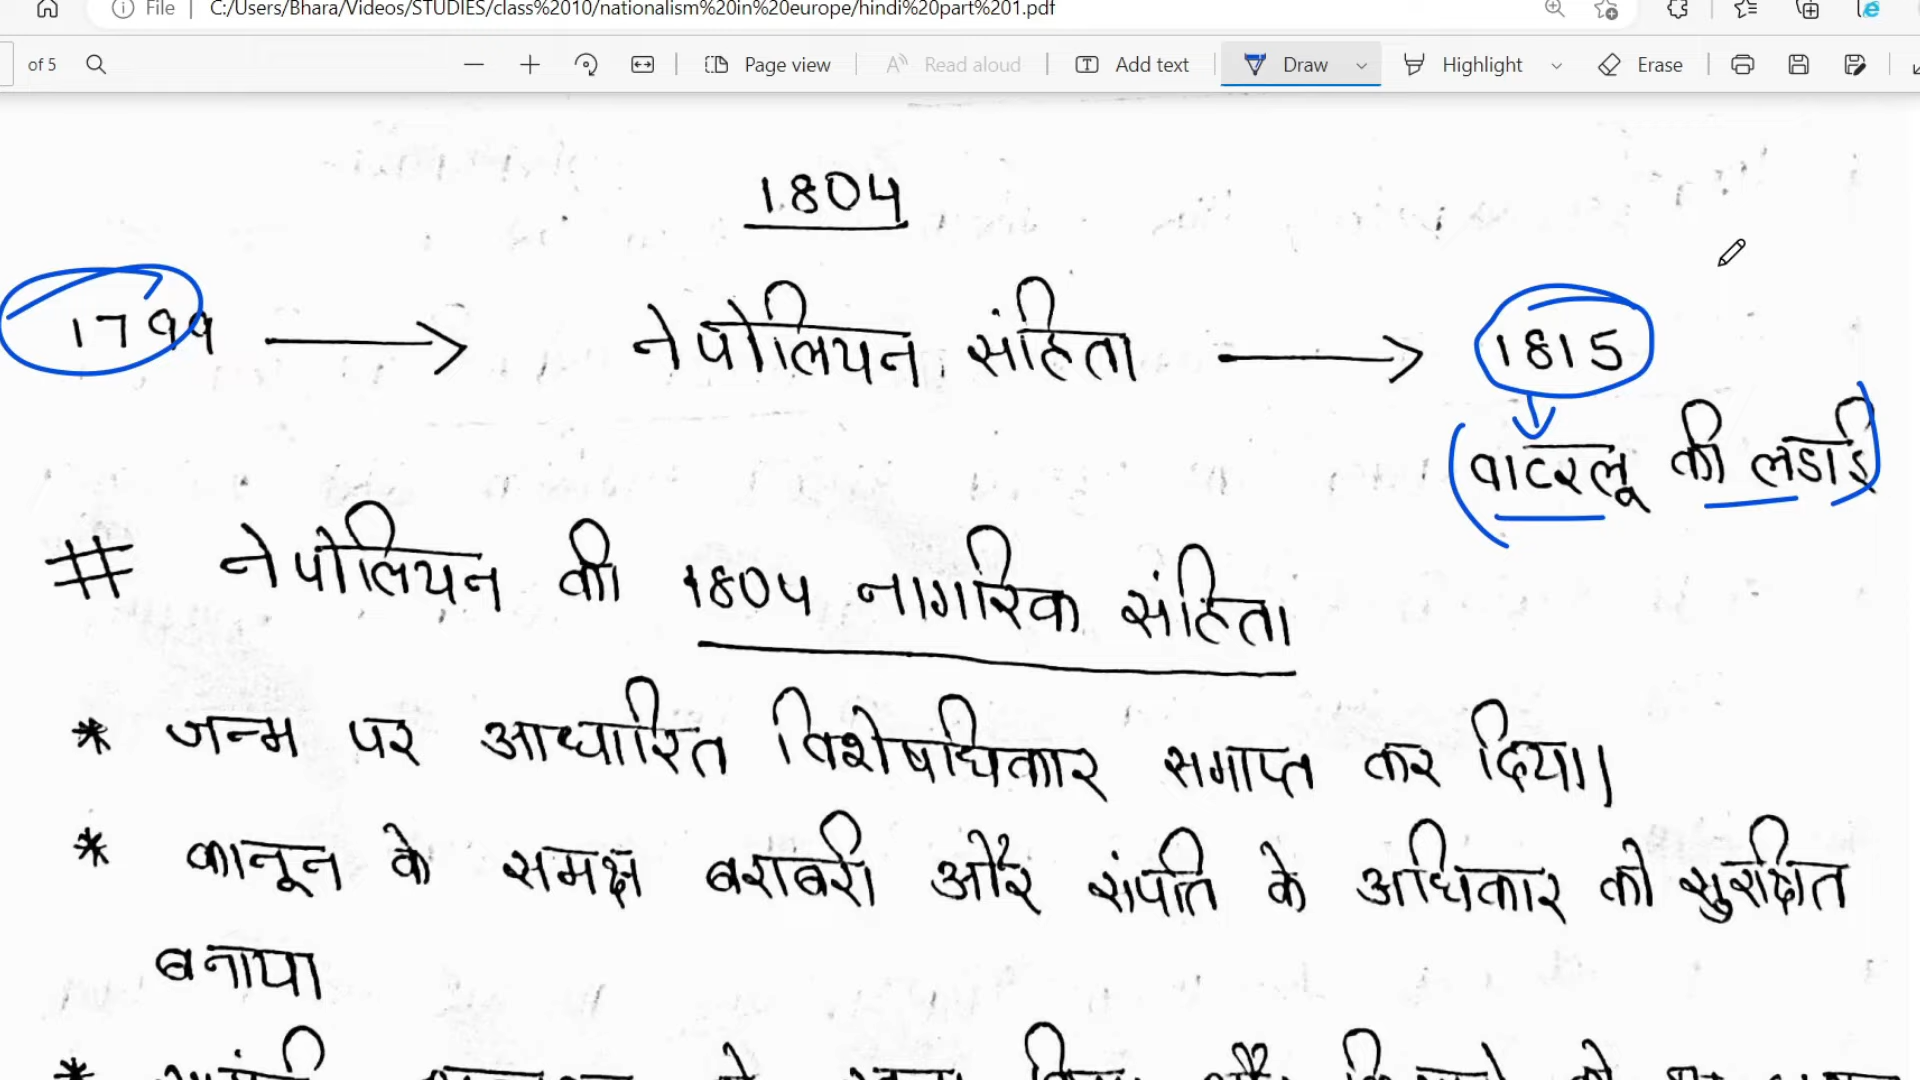 File | C:/Users/Bhara/Videos/STUDIES/class%2010/nationalism%20in%20europe/hindi%20part%201.pdf
of 5 Page view Read aloud Add text Draw Highlight Erase
1804
1799 → नेपोलियन संहिता → 1815
(वाटरलू की लडाई)
# नेपोलियन की 1804 नागरिक संहिता
* जन्म पर आधारित विशेषधिकार समाप्त कर दिया।
* कानून के समक्ष बराबरी और संपति के अधिकार को सुरक्षित
बनाया